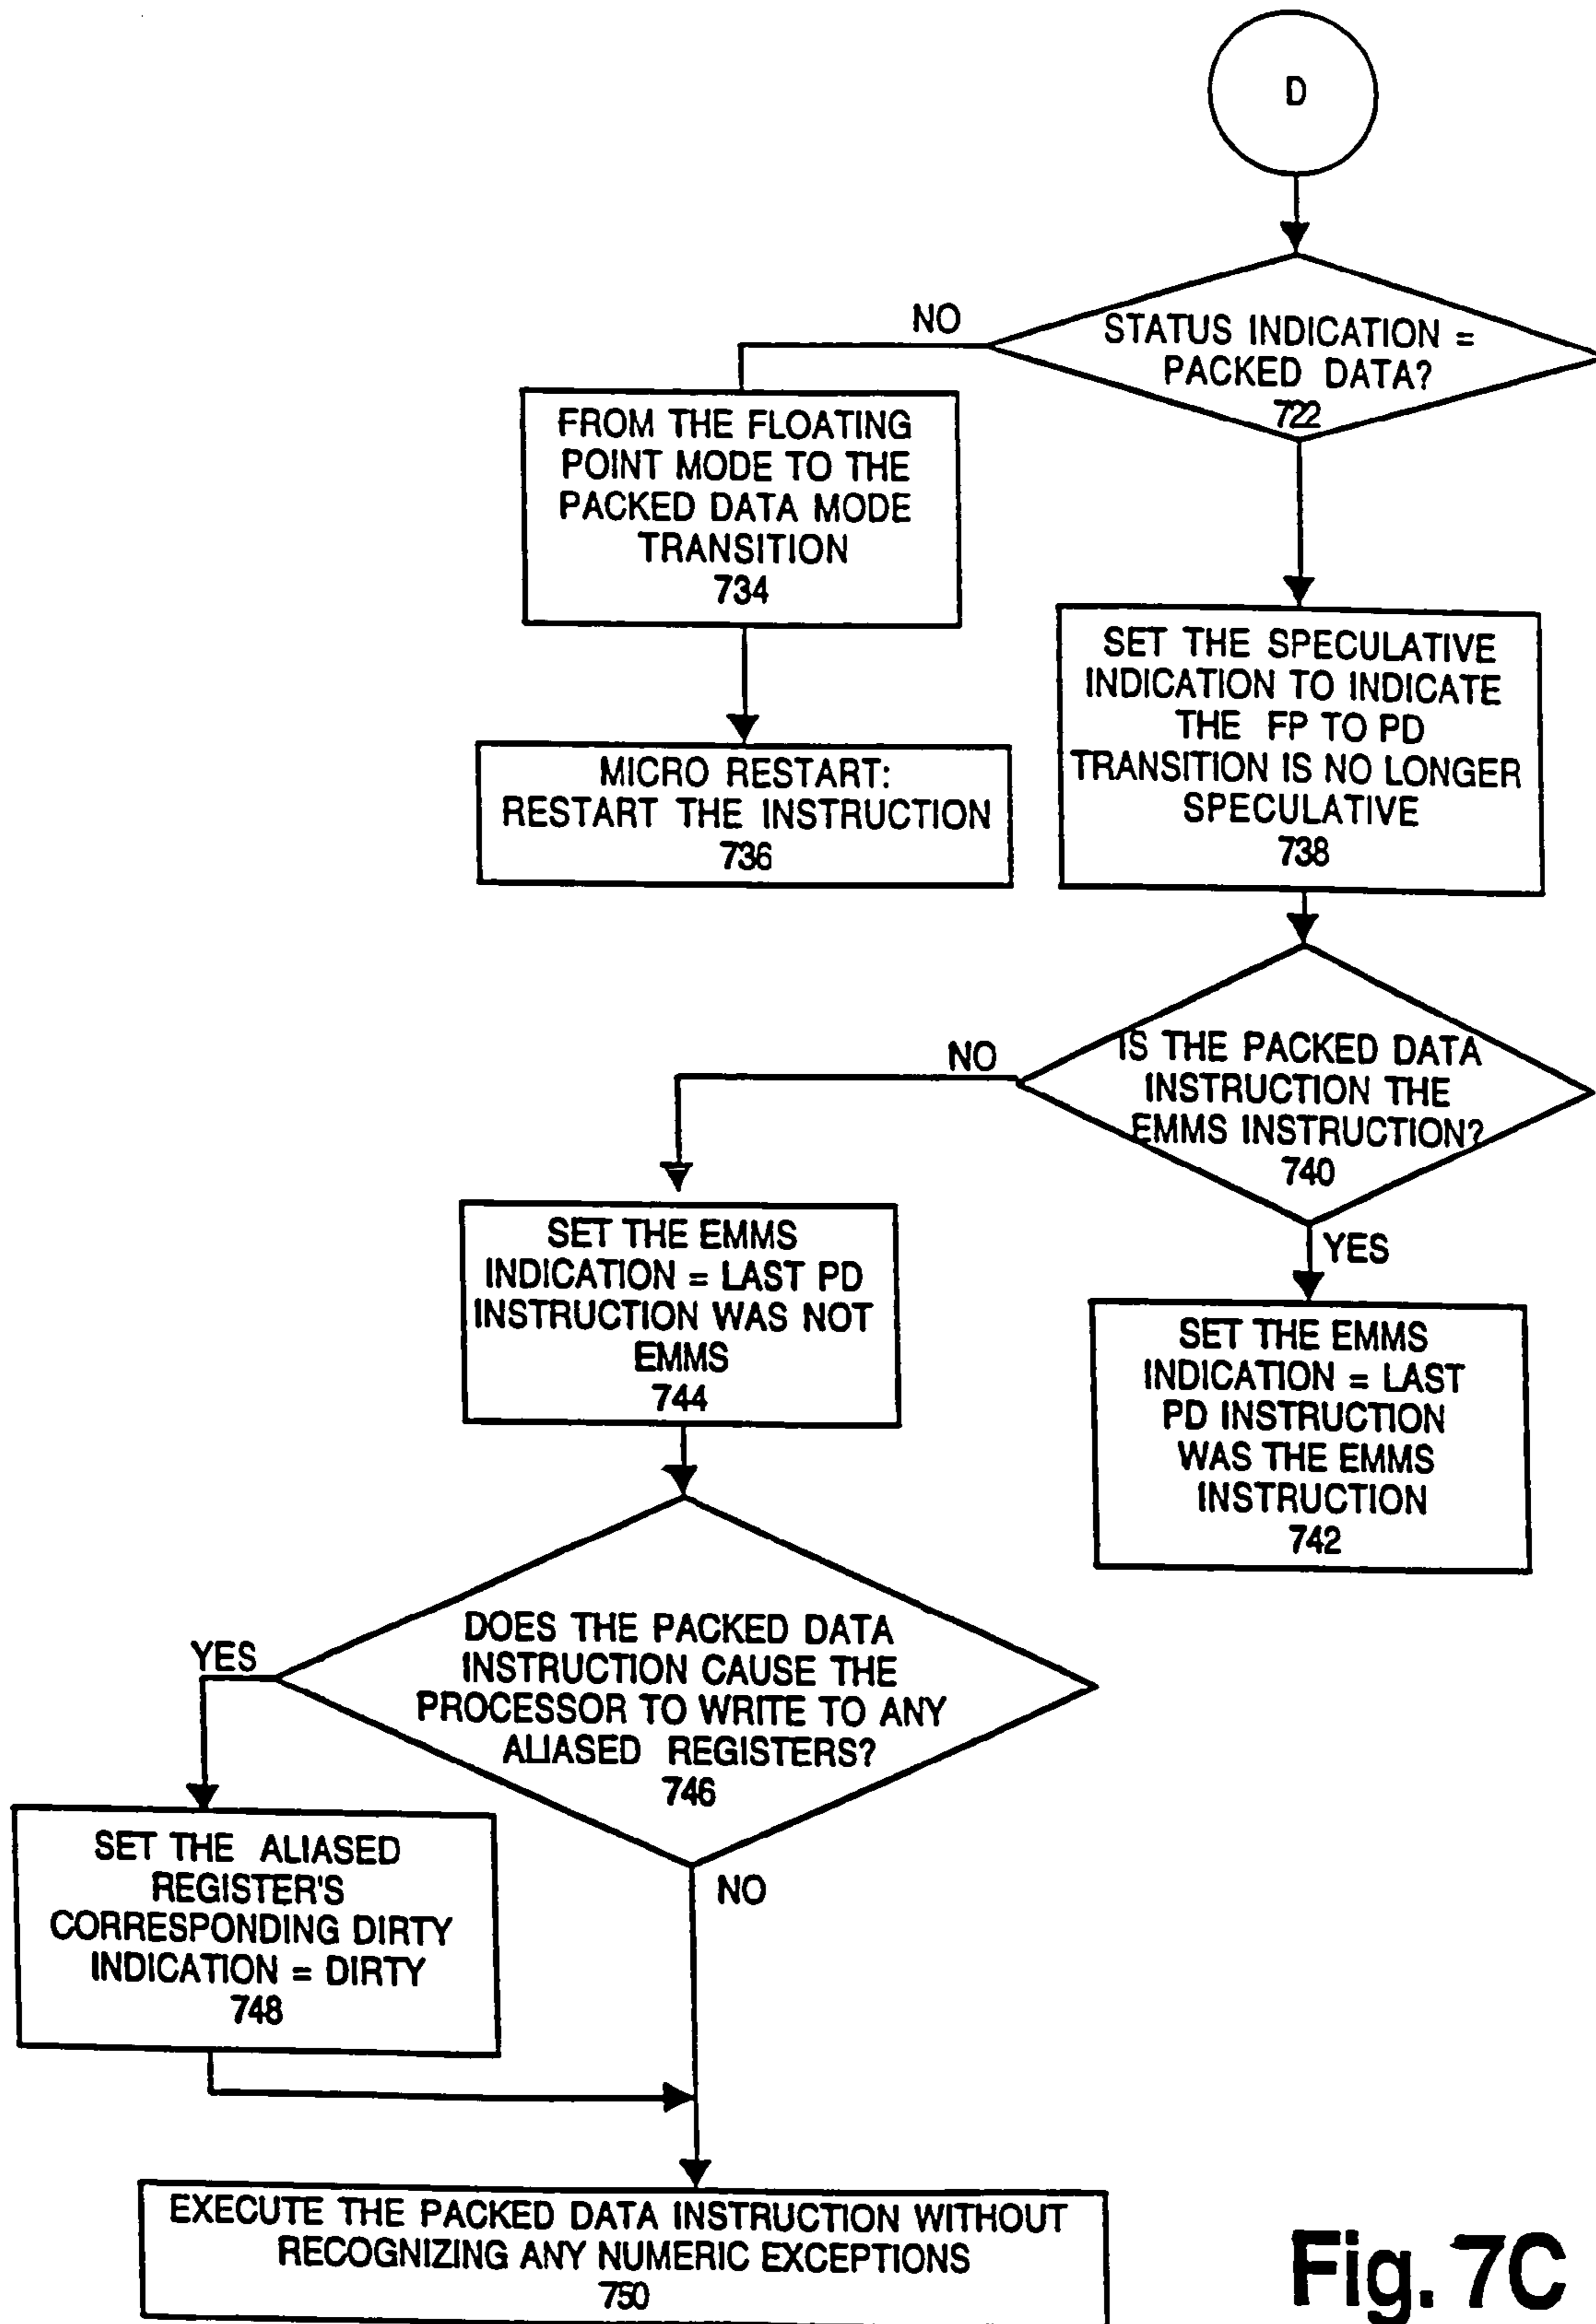 D
NO
STATUS INDICATION =
PACKED DATA?
722
FROM THE FLOATING
POINT MODE TO THE
PACKED DATA MODE
TRANSITION
734
SET THE SPECULATIVE
INDICATION TO INDICATE
THE FP TO PD
TRANSITION IS NO LONGER
SPECULATIVE
738
MICRO RESTART:
RESTART THE INSTRUCTION
736
NO
IS THE PACKED DATA
INSTRUCTION THE
EMMS INSTRUCTION?
740
YES
SET THE EMMS
INDICATION = LAST PD
INSTRUCTION WAS NOT
EMMS
744
SET THE EMMS
INDICATION = LAST
PD INSTRUCTION
WAS THE EMMS
INSTRUCTION
742
DOES THE PACKED DATA
INSTRUCTION CAUSE THE
PROCESSOR TO WRITE TO ANY
ALIASED REGISTERS?
746
YES
NO
SET THE ALIASED
REGISTER'S
CORRESPONDING DIRTY
INDICATION = DIRTY
748
EXECUTE THE PACKED DATA INSTRUCTION WITHOUT
RECOGNIZING ANY NUMERIC EXCEPTIONS
750
Fig. 7C